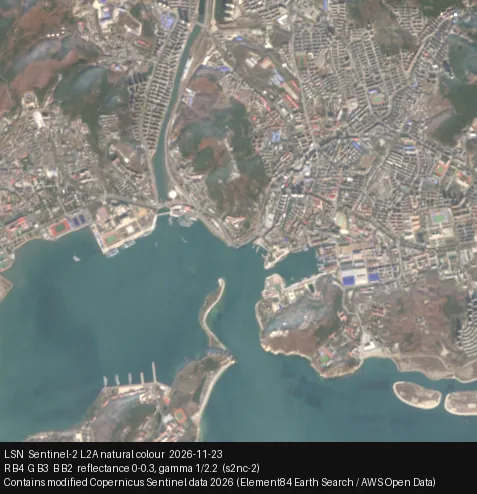 LSN Sentinel-2 L2A natural colour 2026-11-23
R B4 G B3 B B2 reflectance 0-0.3, gamma 1/2.2 (s2nc-2)
Contains modified Copernicus Sentinel data 2026 (Element84 Earth Search / AWS Open Data)